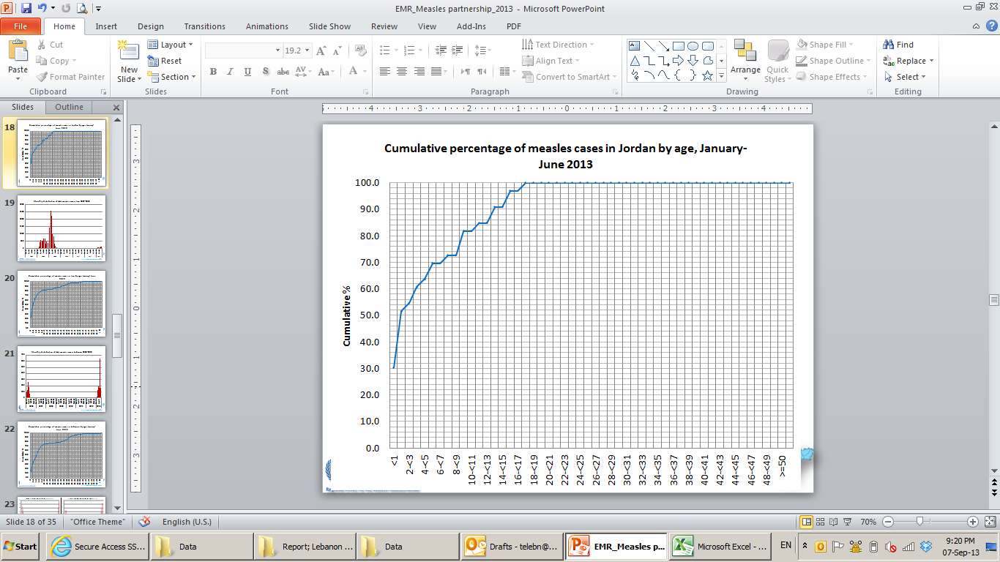 EMR_Measles partnership_2013 - Microsoft PowerPoint
File Home Insert Design Transitions Animations Slide Show Review View Add-Ins PDF
Paste
Cut
Copy
Format Painter
Clipboard
New Slide
Layout
Reset
Section
Slides
19.2
Font
Text Direction
Align Text
Convert to SmartArt
Paragraph
Arrange
Quick Styles
Shape Fill
Shape Outline
Shape Effects
Drawing
Find
Replace
Select
Editing
Slides Outline
18
19
20
21
22
23
Cumulative percentage of measles cases in Jordan by age, January-
June 2013
Cumulative %
100.0
90.0
80.0
70.0
60.0
50.0
40.0
30.0
20.0
10.0
0.0
<1 2-<3 4-<5 6-<7 8-<9 10-<11 12-<13 14-<15 16-<17 18-<19 20-<21 22-<23 24-<25 26-<27 28-<29 30-<31 32-<33 34-<35 36-<37 38-<39 40-<41 42-<43 44-<45 46-<47 48-<49 >=50
Slide 18 of 35 "Office Theme" English (U.S.) 70%
Start Secure Access SS... Data Report; Lebanon ... Data Drafts - telebn@... EMR_Measles p... Microsoft Excel - ... EN 9:20 PM
07-Sep-13